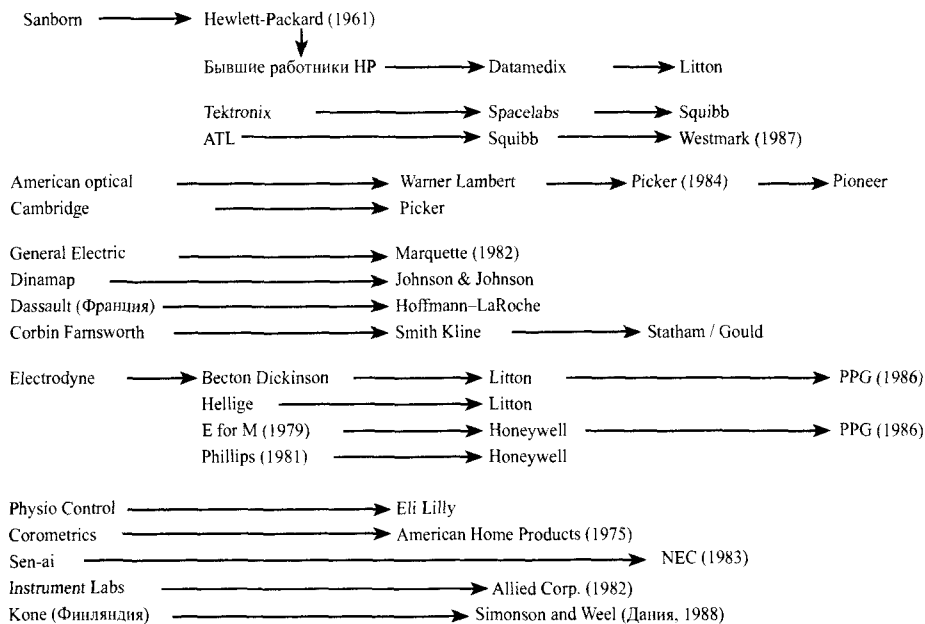 Sanborn Hewlett-Packard (1961)
Бывшие работники HP Datamedix Litton
Tektronix Spacelabs Squibb
ATL Squibb Westmark (1987)
American optical Warner Lambert Picker (1984) Pioneer
Cambridge Picker
General Electric Marquette (1982)
Dinamap Johnson & Johnson
Dassault (Франция) Hoffmann–LaRoche
Corbin Farnsworth Smith Kline Statham / Gould
Electrodyne Becton Dickinson Litton PPG (1986)
Hellige Litton
E for M (1979) Honeywell PPG (1986)
Phillips (1981) Honeywell
Physio Control Eli Lilly
Corometrics American Home Products (1975)
Sen-ai NEC (1983)
Instrument Labs Allied Corp. (1982)
Kone (Финляндия) Simonson and Weel (Дания, 1988)